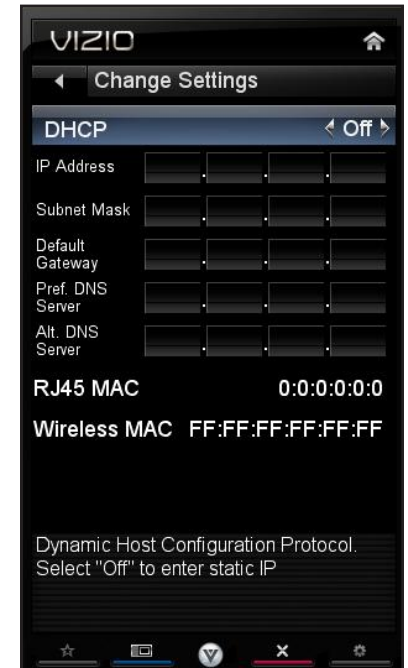 VIZIO
Change Settings
DHCP Off
IP Address . . .
Subnet Mask . . .
Default
Gateway . . .
Pref. DNS
Server . . .
Alt. DNS
Server . . .
RJ45 MAC 0:0:0:0:0:0
Wireless MAC FF:FF:FF:FF:FF:FF
Dynamic Host Configuration Protocol.
Select "Off" to enter static IP
V